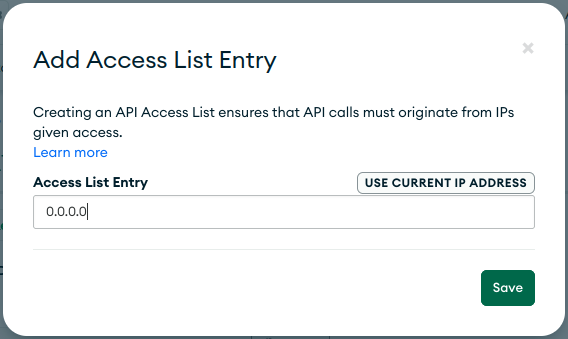 Add Access List Entry
×
Creating an API Access List ensures that API calls must originate from IPs
given access.
Learn more
Access List Entry
USE CURRENT IP ADDRESS
0.0.0.0
Save